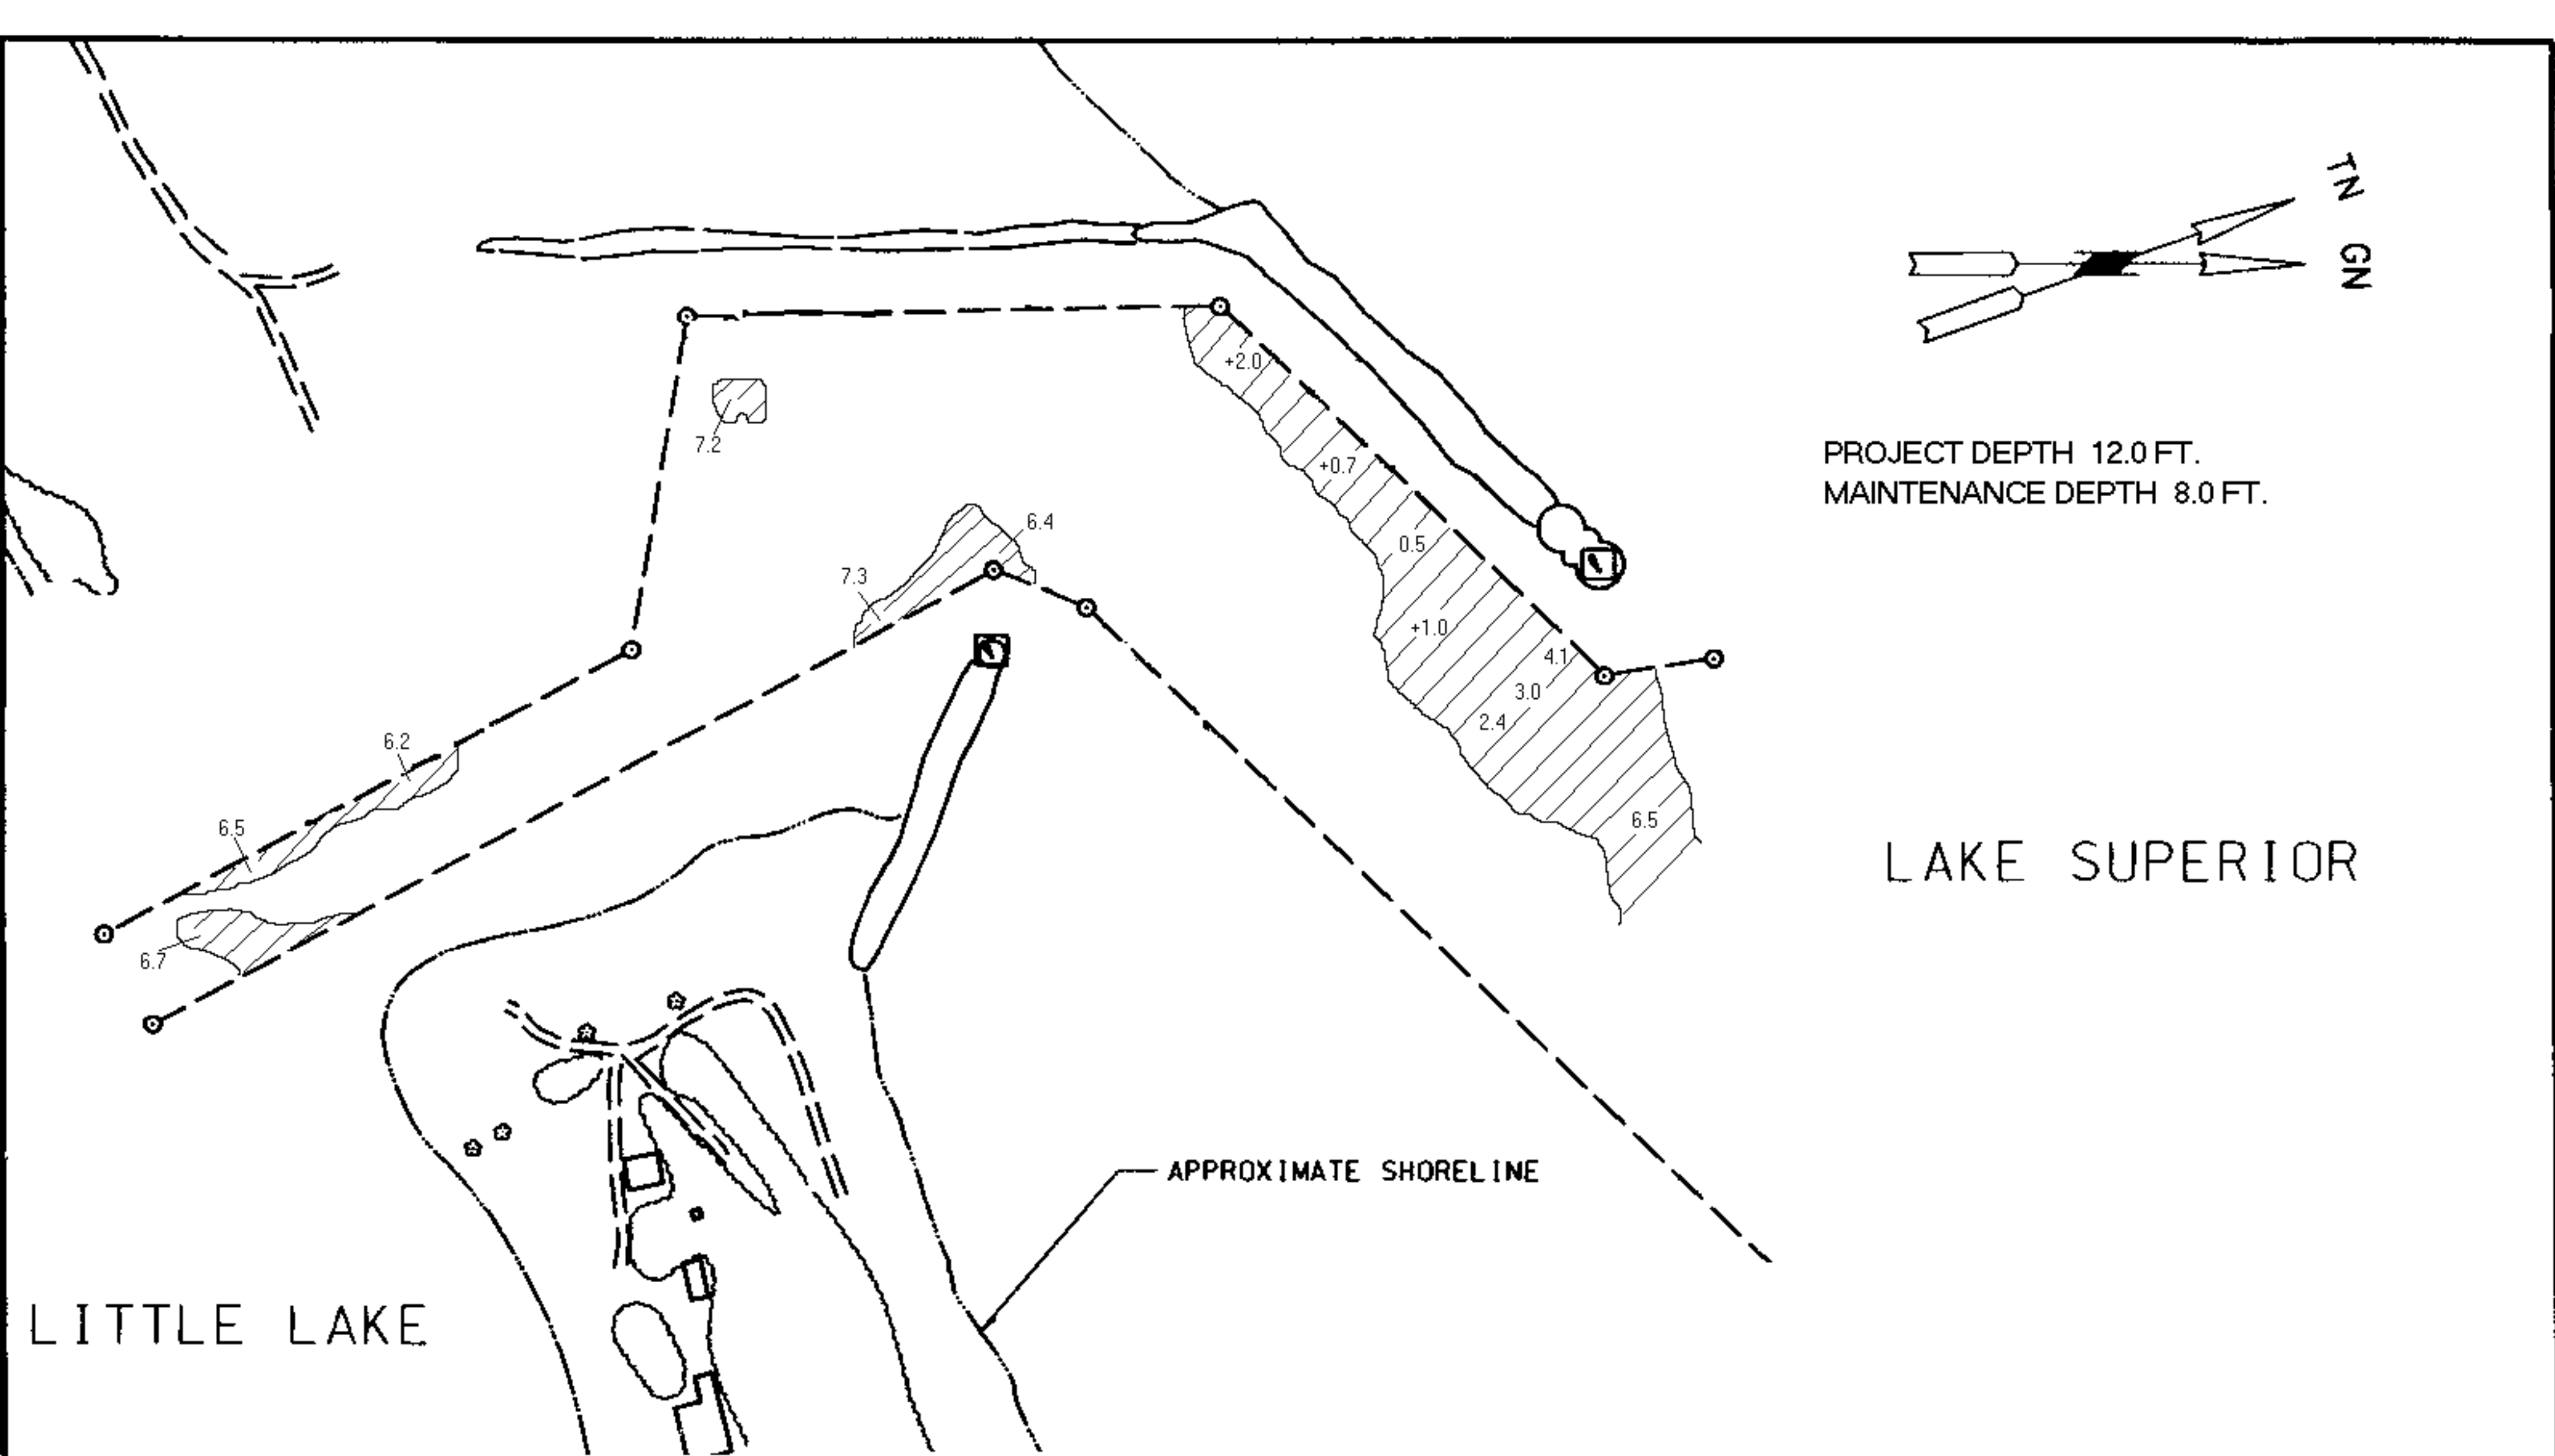 TN
GN
PROJECT DEPTH 12.0 FT.
MAINTENANCE DEPTH 8.0 FT.
+2.0
7.2
+0.7
6.4
0.5
7.3
+1.0
4.1
3.0
2.4
6.2
6.5
6.5
LAKE SUPERIOR
6.7
APPROXIMATE SHORELINE
LITTLE LAKE